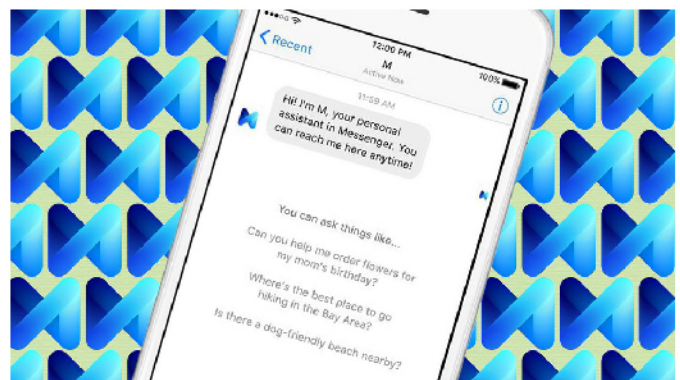 12:00 PM
100%
Recent
M
Active Now
11:59 AM
Hi! I'm M, your personal
assistant in Messenger. You
can reach me here anytime!
You can ask things like...
Can you help me order flowers for
my mom's birthday?
Where's the best place to go
hiking in the Bay Area?
Is there a dog-friendly beach nearby?